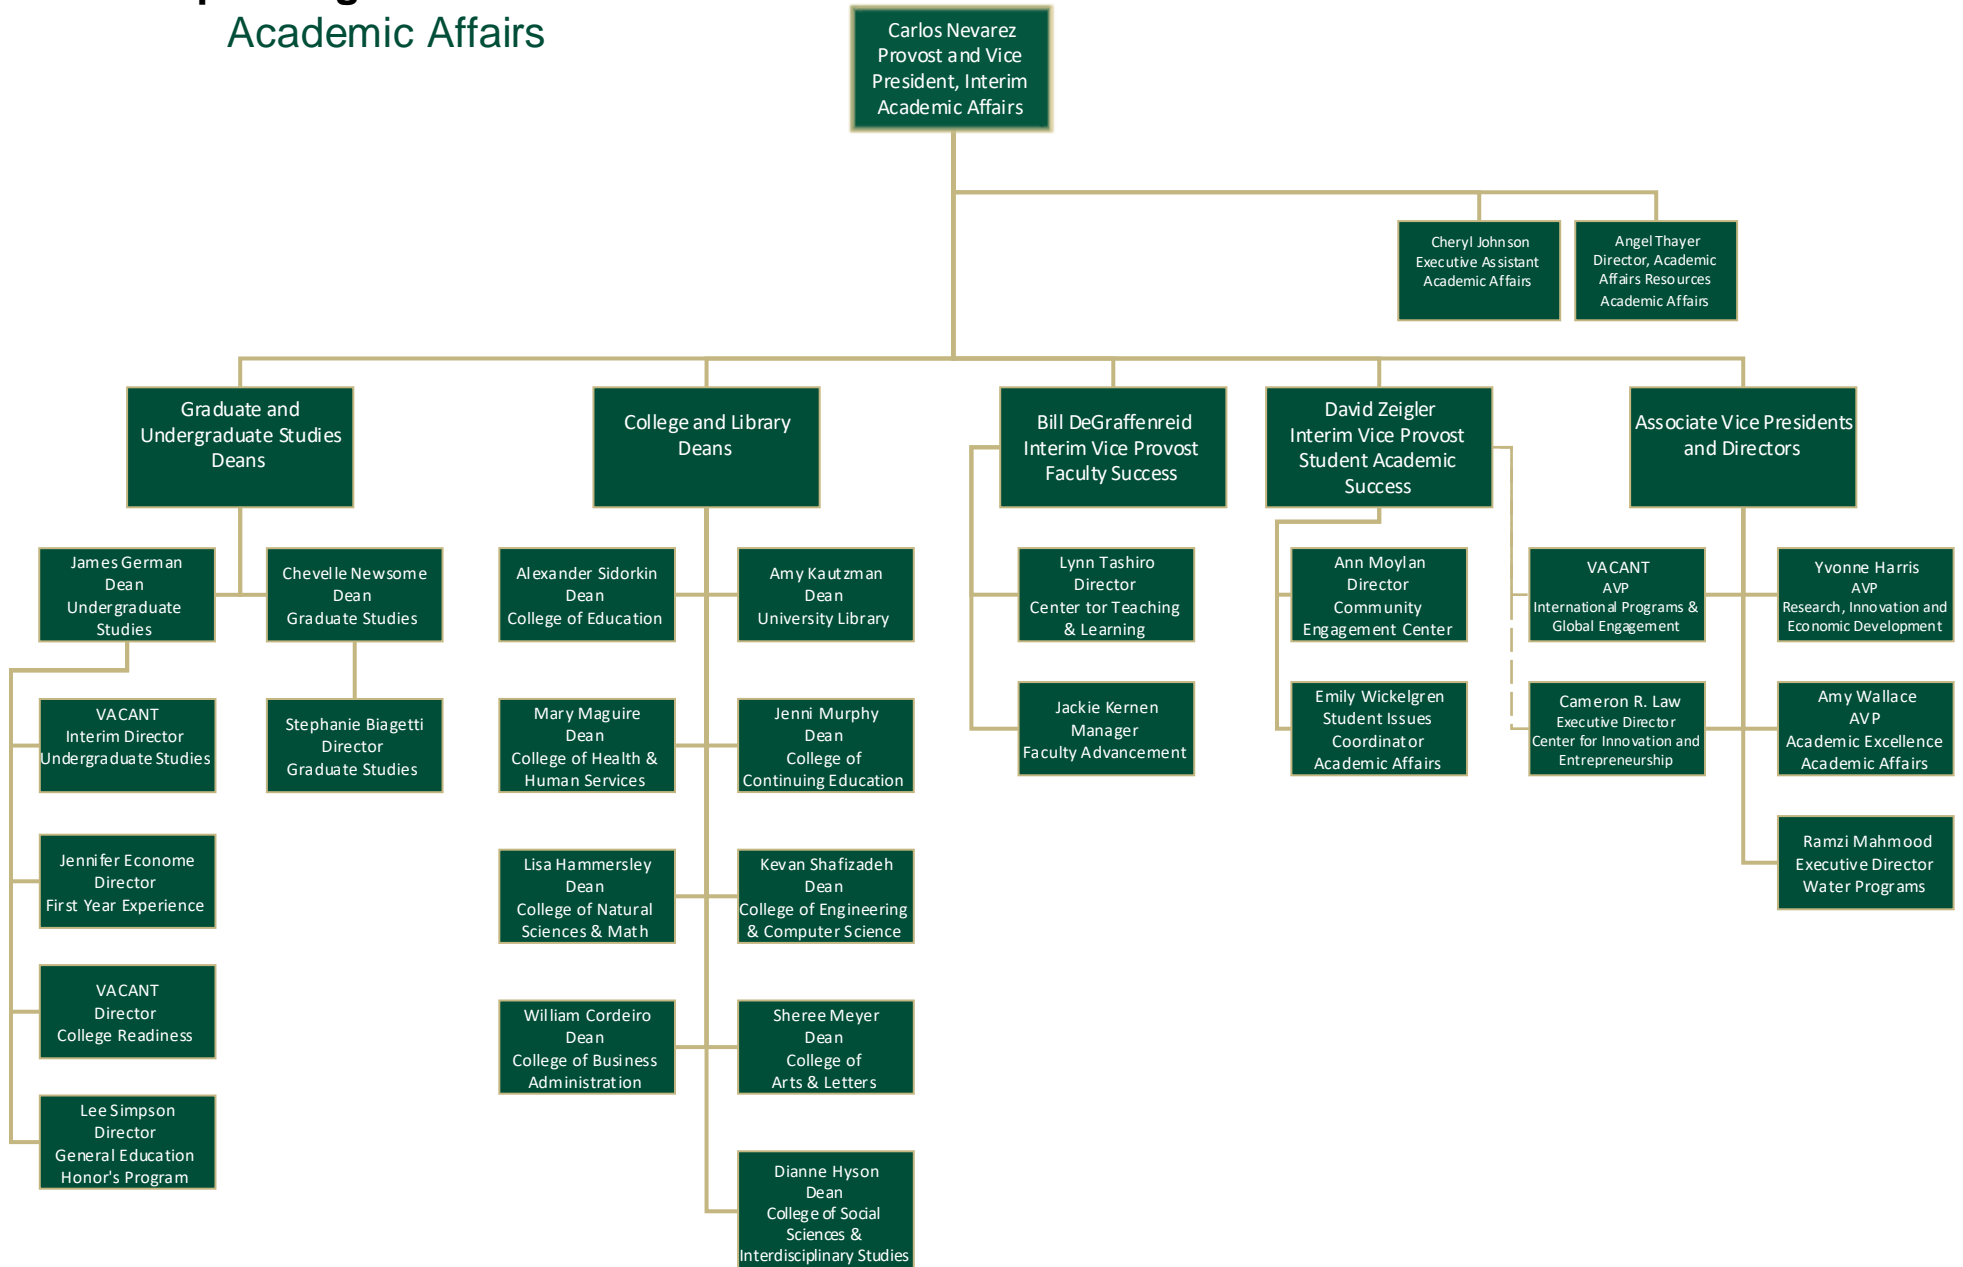 Academic Affairs
Carlos Nevarez
Provost and Vice
President, Interim
Academic Affairs
Cheryl Johnson
Executive Assistant
Academic Affairs
Angel Thayer
Director, Academic
Affairs Resources
Academic Affairs
Graduate and
Undergraduate Studies
Deans
College and Library
Deans
Bill DeGraffenreid
Interim Vice Provost
Faculty Success
David Zeigler
Interim Vice Provost
Student Academic
Success
Associate Vice Presidents
and Directors
James German
Dean
Undergraduate
Studies
Chevelle Newsome
Dean
Graduate Studies
Alexander Sidorkin
Dean
College of Education
Amy Kautzman
Dean
University Library
Lynn Tashiro
Director
Center tor Teaching
& Learning
Ann Moylan
Director
Community
Engagement Center
VACANT
AVP
International Programs &
Global Engagement
Yvonne Harris
AVP
Research, Innovation and
Economic Development
VACANT
Interim Director
Undergraduate Studies
Stephanie Biagetti
Director
Graduate Studies
Mary Maguire
Dean
College of Health &
Human Services
Jenni Murphy
Dean
College of
Continuing Education
Jackie Kernen
Manager
Faculty Advancement
Emily Wickelgren
Student Issues
Coordinator
Academic Affairs
Cameron R. Law
Executive Director
Center for Innovation and
Entrepreneurship
Amy Wallace
AVP
Academic Excellence
Academic Affairs
Jennifer Econome
Director
First Year Experience
Lisa Hammersley
Dean
College of Natural
Sciences & Math
Kevan Shafizadeh
Dean
College of Engineering
& Computer Science
Ramzi Mahmood
Executive Director
Water Programs
VACANT
Director
College Readiness
William Cordeiro
Dean
College of Business
Administration
Sheree Meyer
Dean
College of
Arts & Letters
Lee Simpson
Director
General Education
Honor's Program
Dianne Hyson
Dean
College of Social
Sciences &
Interdisciplinary Studies